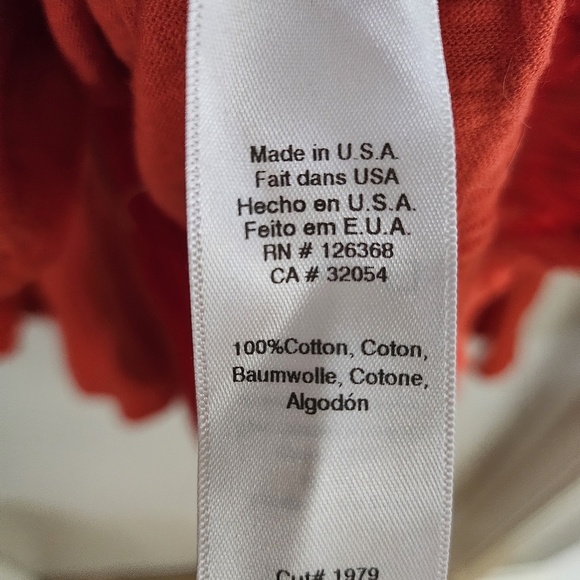 Made in U.S.A.
Fait dans USA
Hecho en U.S.A.
Feito em E.U.A.
RN # 126368
CA # 32054
100%Cotton, Coton,
Baumwolle, Cotone,
Algodón
Cut# 1979